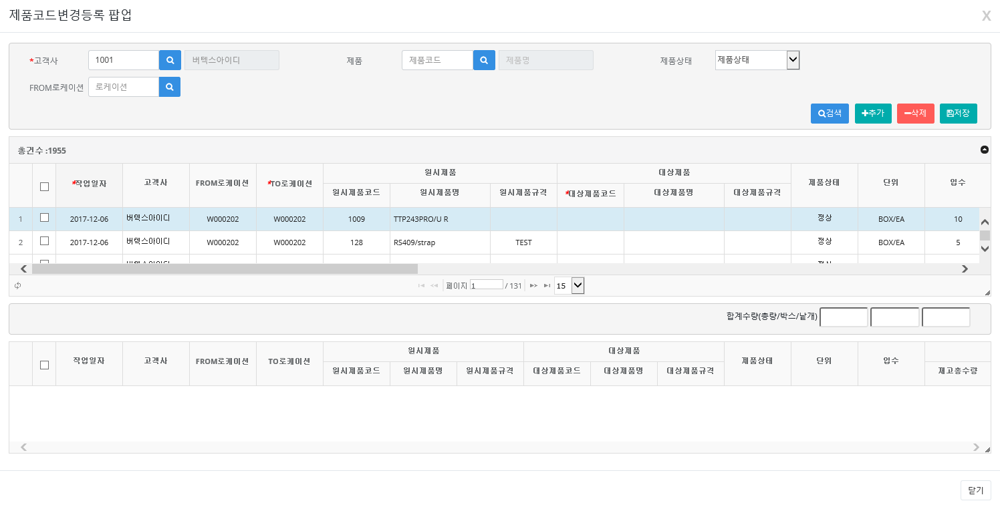 제품코드변경등록 팝업
X
*고객사 1001 버텍스아이디 제품 제품코드 제품명 제품상태 제품상태
FROM로케이션 로케이션
검색 추가 삭제 저장
총건수 :1955
*작업일자 고객사 FROM로케이션 *TO로케이션 일시제품 대상제품 제품상태 단위 입수
일시제품코드 일시제품명 일시제품규격 *대상제품코드 대상제품명 대상제품규격
1 2017-12-06 버텍스아이디 W000202 W000202 1009 TTP243PRO/U R 정상 BOX/EA 10
2 2017-12-06 버텍스아이디 W000202 W000202 128 RS409/strap TEST 정상 BOX/EA 5
페이지 1 / 131 15
합계수량(총량/박스/낱개)
작업일자 고객사 FROM로케이션 TO로케이션 일시제품 대상제품 제품상태 단위 입수
일시제품코드 일시제품명 일시제품규격 대상제품코드 대상제품명 대상제품규격 재고총수량
닫기